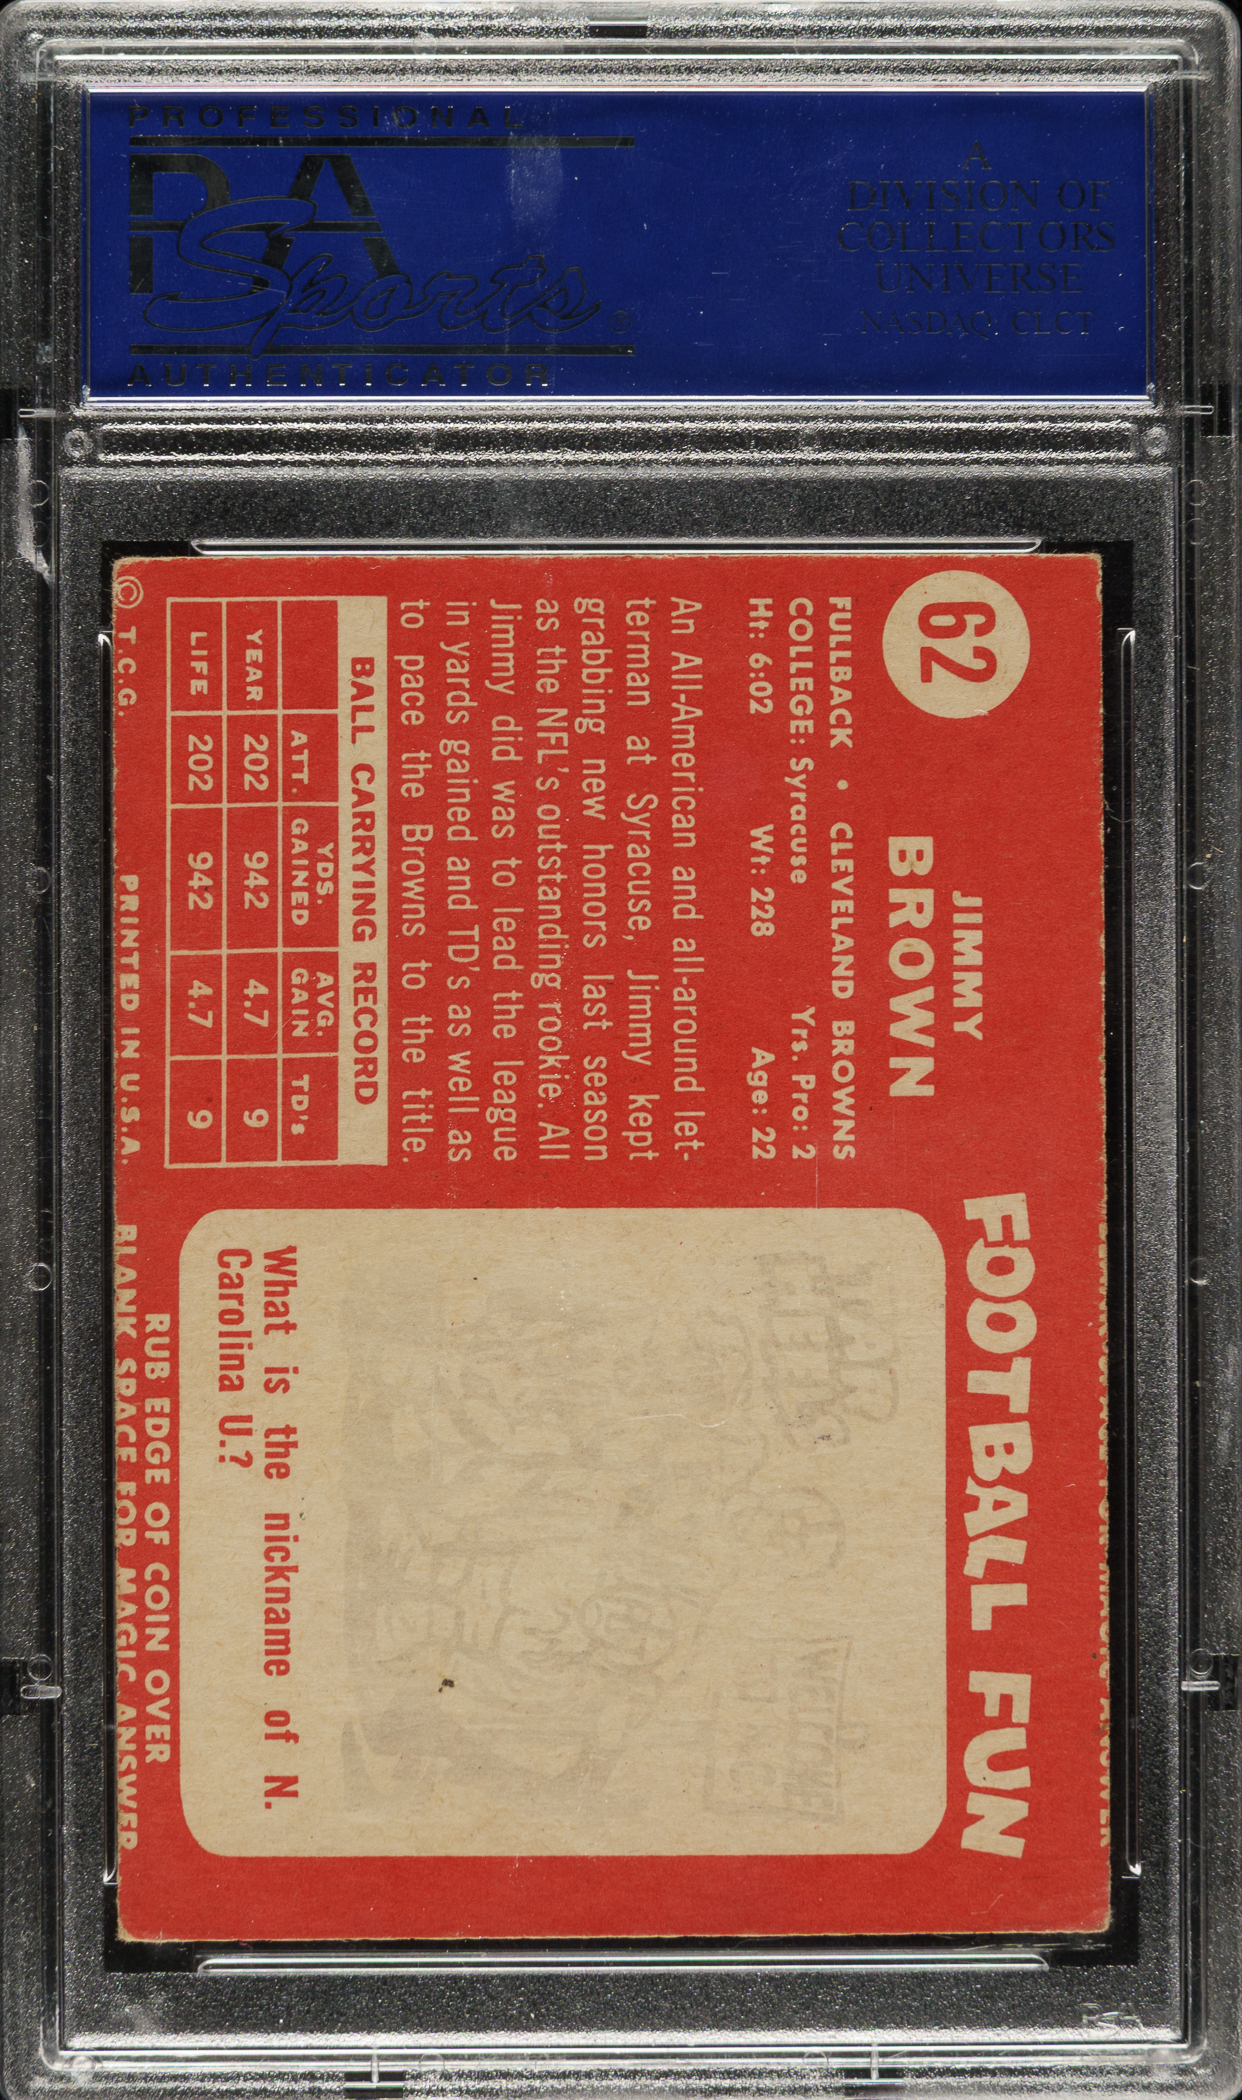 PROFESSIONAL
PSA
Sports®
AUTHENTICATOR
A
DIVISION OF
COLLECTORS
UNIVERSE
NASDAQ: CLCT
62
JIMMY
BROWN
FULLBACK • CLEVELAND BROWNS
COLLEGE: Syracuse Yrs. Pro: 2
Ht: 6:02 Wt: 228 Age: 22
An All-American and all-around let-
terman at Syracuse, Jimmy kept
grabbing new honors last season
as the NFL's outstanding rookie. All
Jimmy did was to lead the league
in yards gained and TD's as well as
to pace the Browns to the title.
BALL CARRYING RECORD
ATT. YDS. GAINED AVG. GAIN TD's
YEAR 202 942 4.7 9
LIFE 202 942 4.7 9
© T.C.G. PRINTED IN U.S.A.
FOOTBALL FUN
What is the nickname of N.
Carolina U.?
RUB EDGE OF COIN OVER
BLANK SPACE FOR MAGIC ANSWER